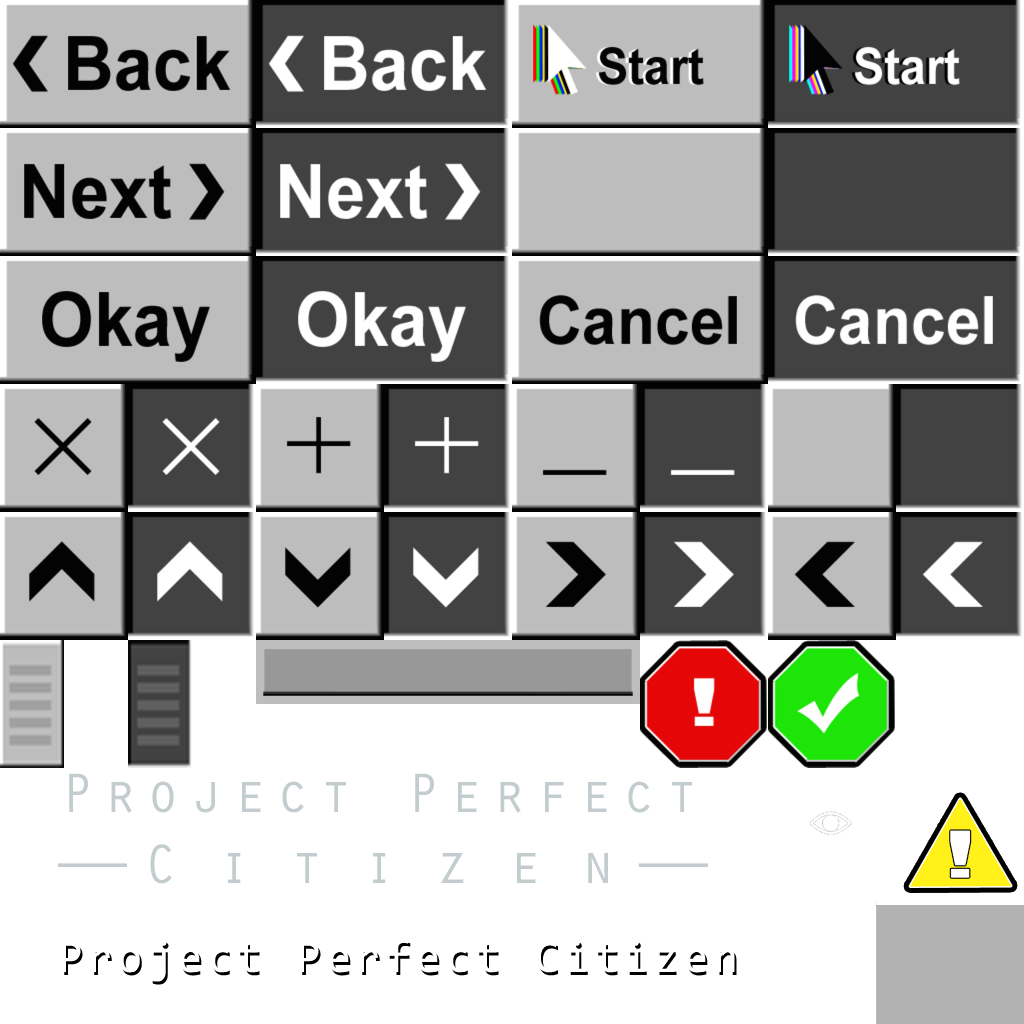 Back Back Start Start
Next Next
Okay Okay Cancel Cancel
!
Project Perfect
Citizen
!
Project Perfect Citizen